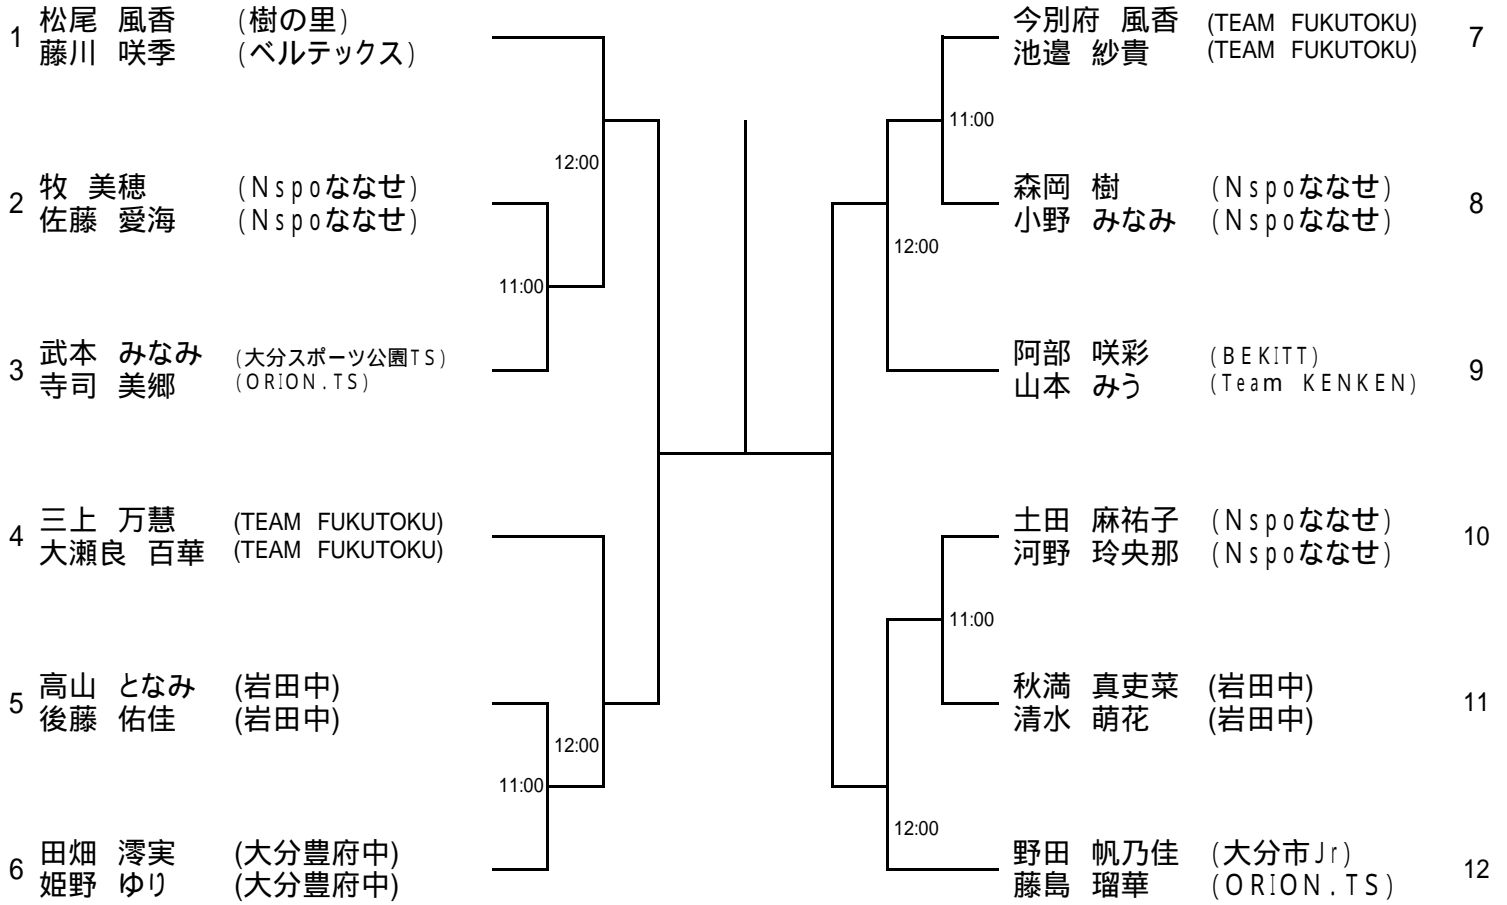 1 松尾 風香 (樹の里)
藤川 咲季 (ベルテックス)
12:00
2 牧 美穂 (Nspoななせ)
佐藤 愛海 (Nspoななせ)
11:00
3 武本 みなみ (大分スポーツ公園TS)
寺司 美郷 (ORION.TS)
4 三上 万慧 (TEAM FUKUTOKU)
大瀬良 百華 (TEAM FUKUTOKU)
5 高山 となみ (岩田中)
後藤 佑佳 (岩田中)
12:00
11:00
6 田畑 澪実 (大分豊府中)
姫野 ゆり (大分豊府中)
今別府 風香 (TEAM FUKUTOKU) 7
池邉 紗貴 (TEAM FUKUTOKU)
11:00
森岡 樹 (Nspoななせ) 8
小野 みなみ (Nspoななせ)
12:00
阿部 咲彩 (BEKITT) 9
山本 みう (Team KENKEN)
土田 麻祐子 (Nspoななせ) 10
河野 玲央那 (Nspoななせ)
11:00
秋満 真吏菜 (岩田中) 11
清水 萌花 (岩田中)
12:00
野田 帆乃佳 (大分市Jr) 12
藤島 瑠華 (ORION.TS)